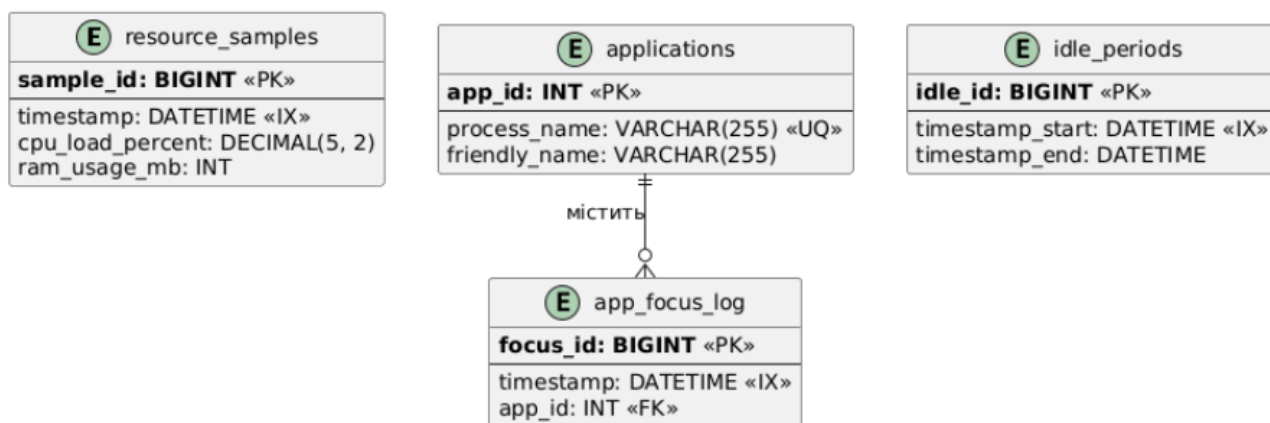 E resource_samples
sample_id: BIGINT «PK»
timestamp: DATETIME «IX»
cpu_load_percent: DECIMAL(5, 2)
ram_usage_mb: INT
E applications
app_id: INT «PK»
process_name: VARCHAR(255) «UQ»
friendly_name: VARCHAR(255)
E idle_periods
idle_id: BIGINT «PK»
timestamp_start: DATETIME «IX»
timestamp_end: DATETIME
містить
E app_focus_log
focus_id: BIGINT «PK»
timestamp: DATETIME «IX»
app_id: INT «FK»